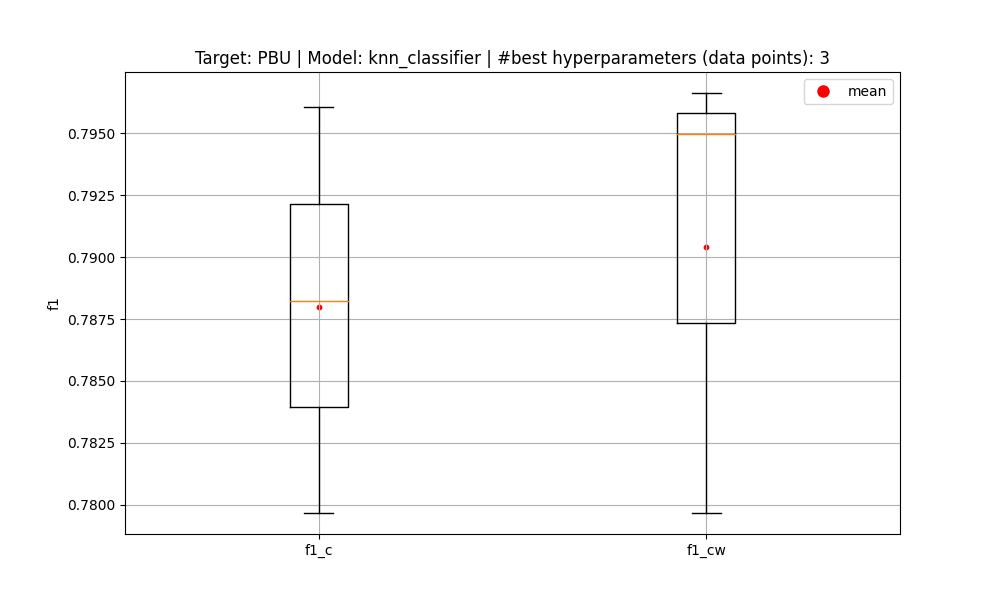 Target: PBU | Model: knn_classifier | #best hyperparameters (data points): 3
mean
0.7950
0.7925
0.7900
0.7875
0.7850
0.7825
0.7800
f1
f1_c
f1_cw